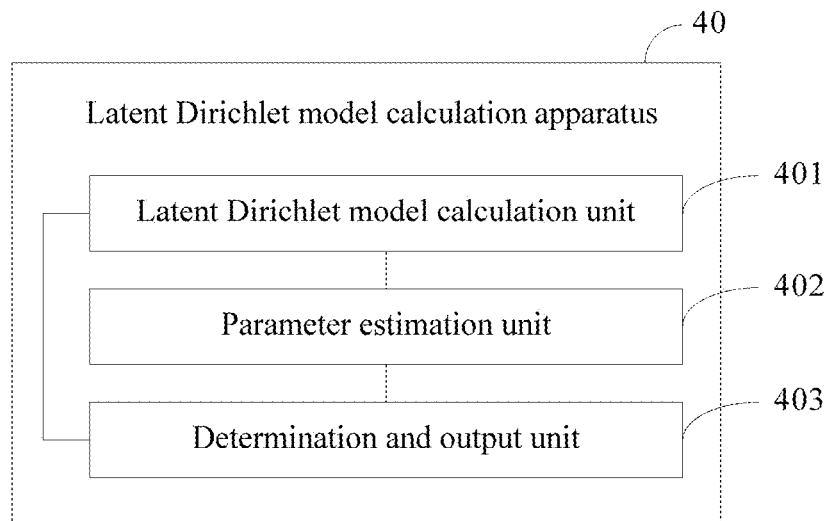 40
Latent Dirichlet model calculation apparatus
401
Latent Dirichlet model calculation unit
402
Parameter estimation unit
403
Determination and output unit